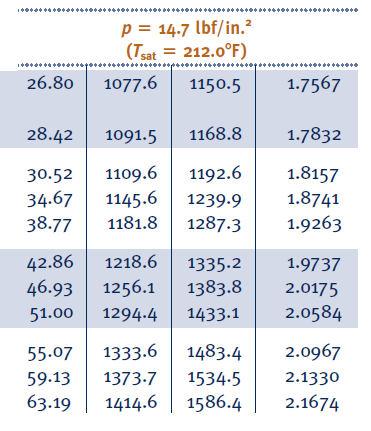 p = 14.7 lbf/in.²
(Tsat = 212.0°F)
26.80 1077.6 1150.5 1.7567
28.42 1091.5 1168.8 1.7832
30.52 1109.6 1192.6 1.8157
34.67 1145.6 1239.9 1.8741
38.77 1181.8 1287.3 1.9263
42.86 1218.6 1335.2 1.9737
46.93 1256.1 1383.8 2.0175
51.00 1294.4 1433.1 2.0584
55.07 1333.6 1483.4 2.0967
59.13 1373.7 1534.5 2.1330
63.19 1414.6 1586.4 2.1674